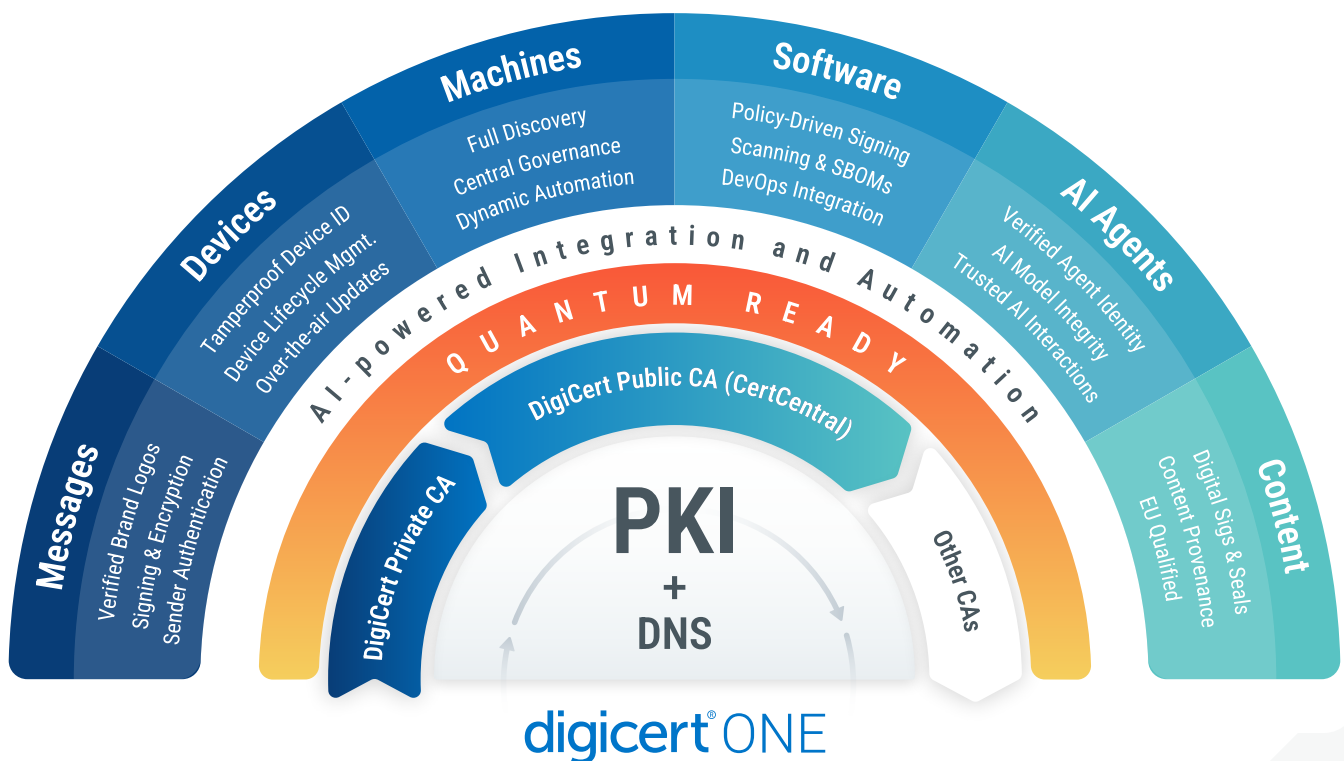 Messages
Verified Brand Logos
Signing & Encryption
Sender Authentication
Devices
Tamperproof Device ID
Device Lifecycle Mgmt.
Over-the-air Updates
Machines
Full Discovery
Central Governance
Dynamic Automation
Software
Policy-Driven Signing
Scanning & SBOMs
DevOps Integration
AI Agents
Verified Agent Identity
AI Model Integrity
Trusted AI Interactions
Content
Digital Sigs & Seals
Content Provenance
EU Qualified
AI-powered Integration and Automation
QUANTUM READY
DigiCert Private CA
DigiCert Public CA (CertCentral)
Other CAs
PKI
+
DNS
digicert® ONE